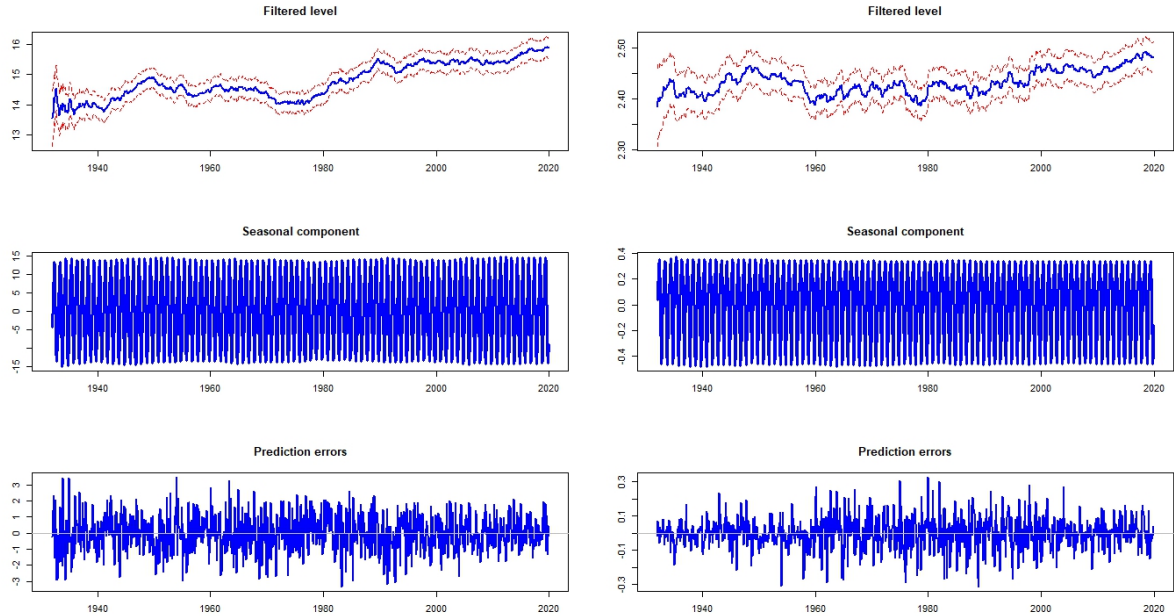 Filtered level
16
15
14
13
1940 1960 1980 2000 2020
Seasonal component
15
10
5
0
-5
-15
1940 1960 1980 2000 2020
Prediction errors
3
2
1
0
-1
-2
-3
1940 1960 1980 2000 2020
Filtered level
2.50
2.40
2.30
1940 1960 1980 2000 2020
Seasonal component
0.4
0.2
0.0
-0.2
-0.4
1940 1960 1980 2000 2020
Prediction errors
0.3
0.1
-0.1
-0.3
1940 1960 1980 2000 2020